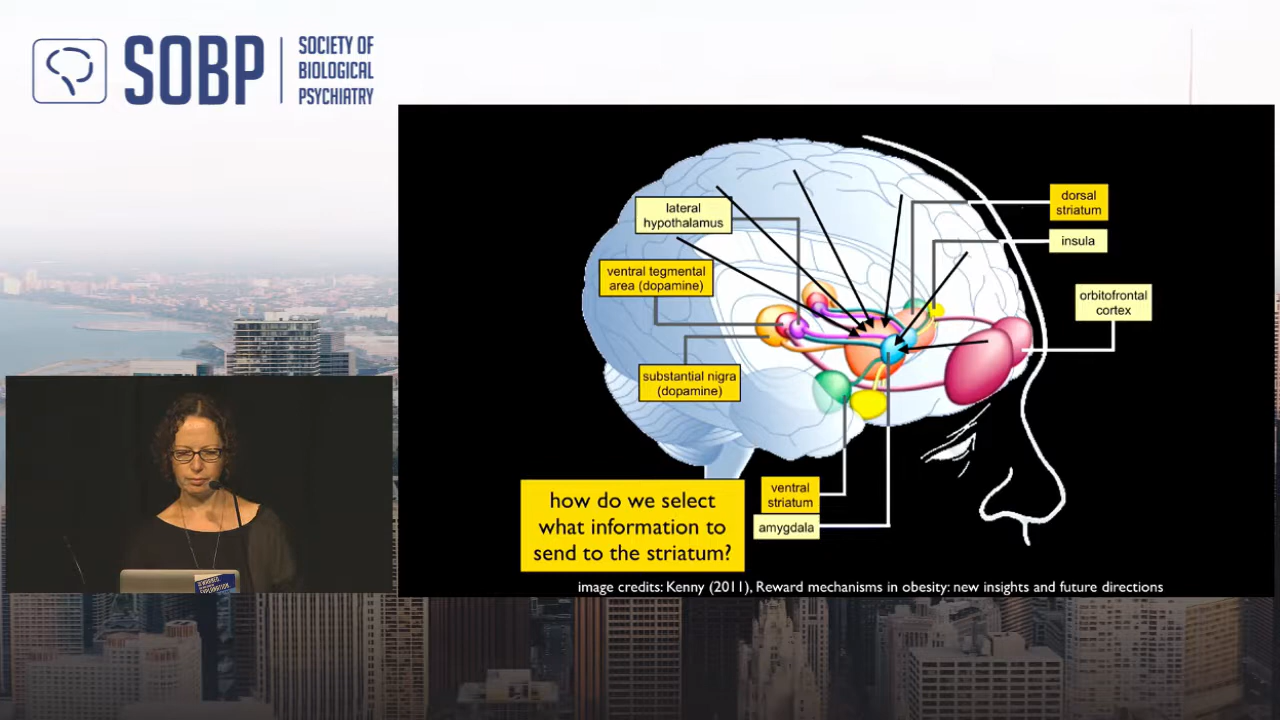 SOBP
SOCIETY OF
BIOLOGICAL
PSYCHIATRY
lateral
hypothalamus
ventral tegmental
area (dopamine)
substantial nigra
(dopamine)
dorsal
striatum
insula
orbitofrontal
cortex
ventral
striatum
amygdala
how do we select
what information to
send to the striatum?
image credits: Kenny (2011), Reward mechanisms in obesity: new insights and future directions